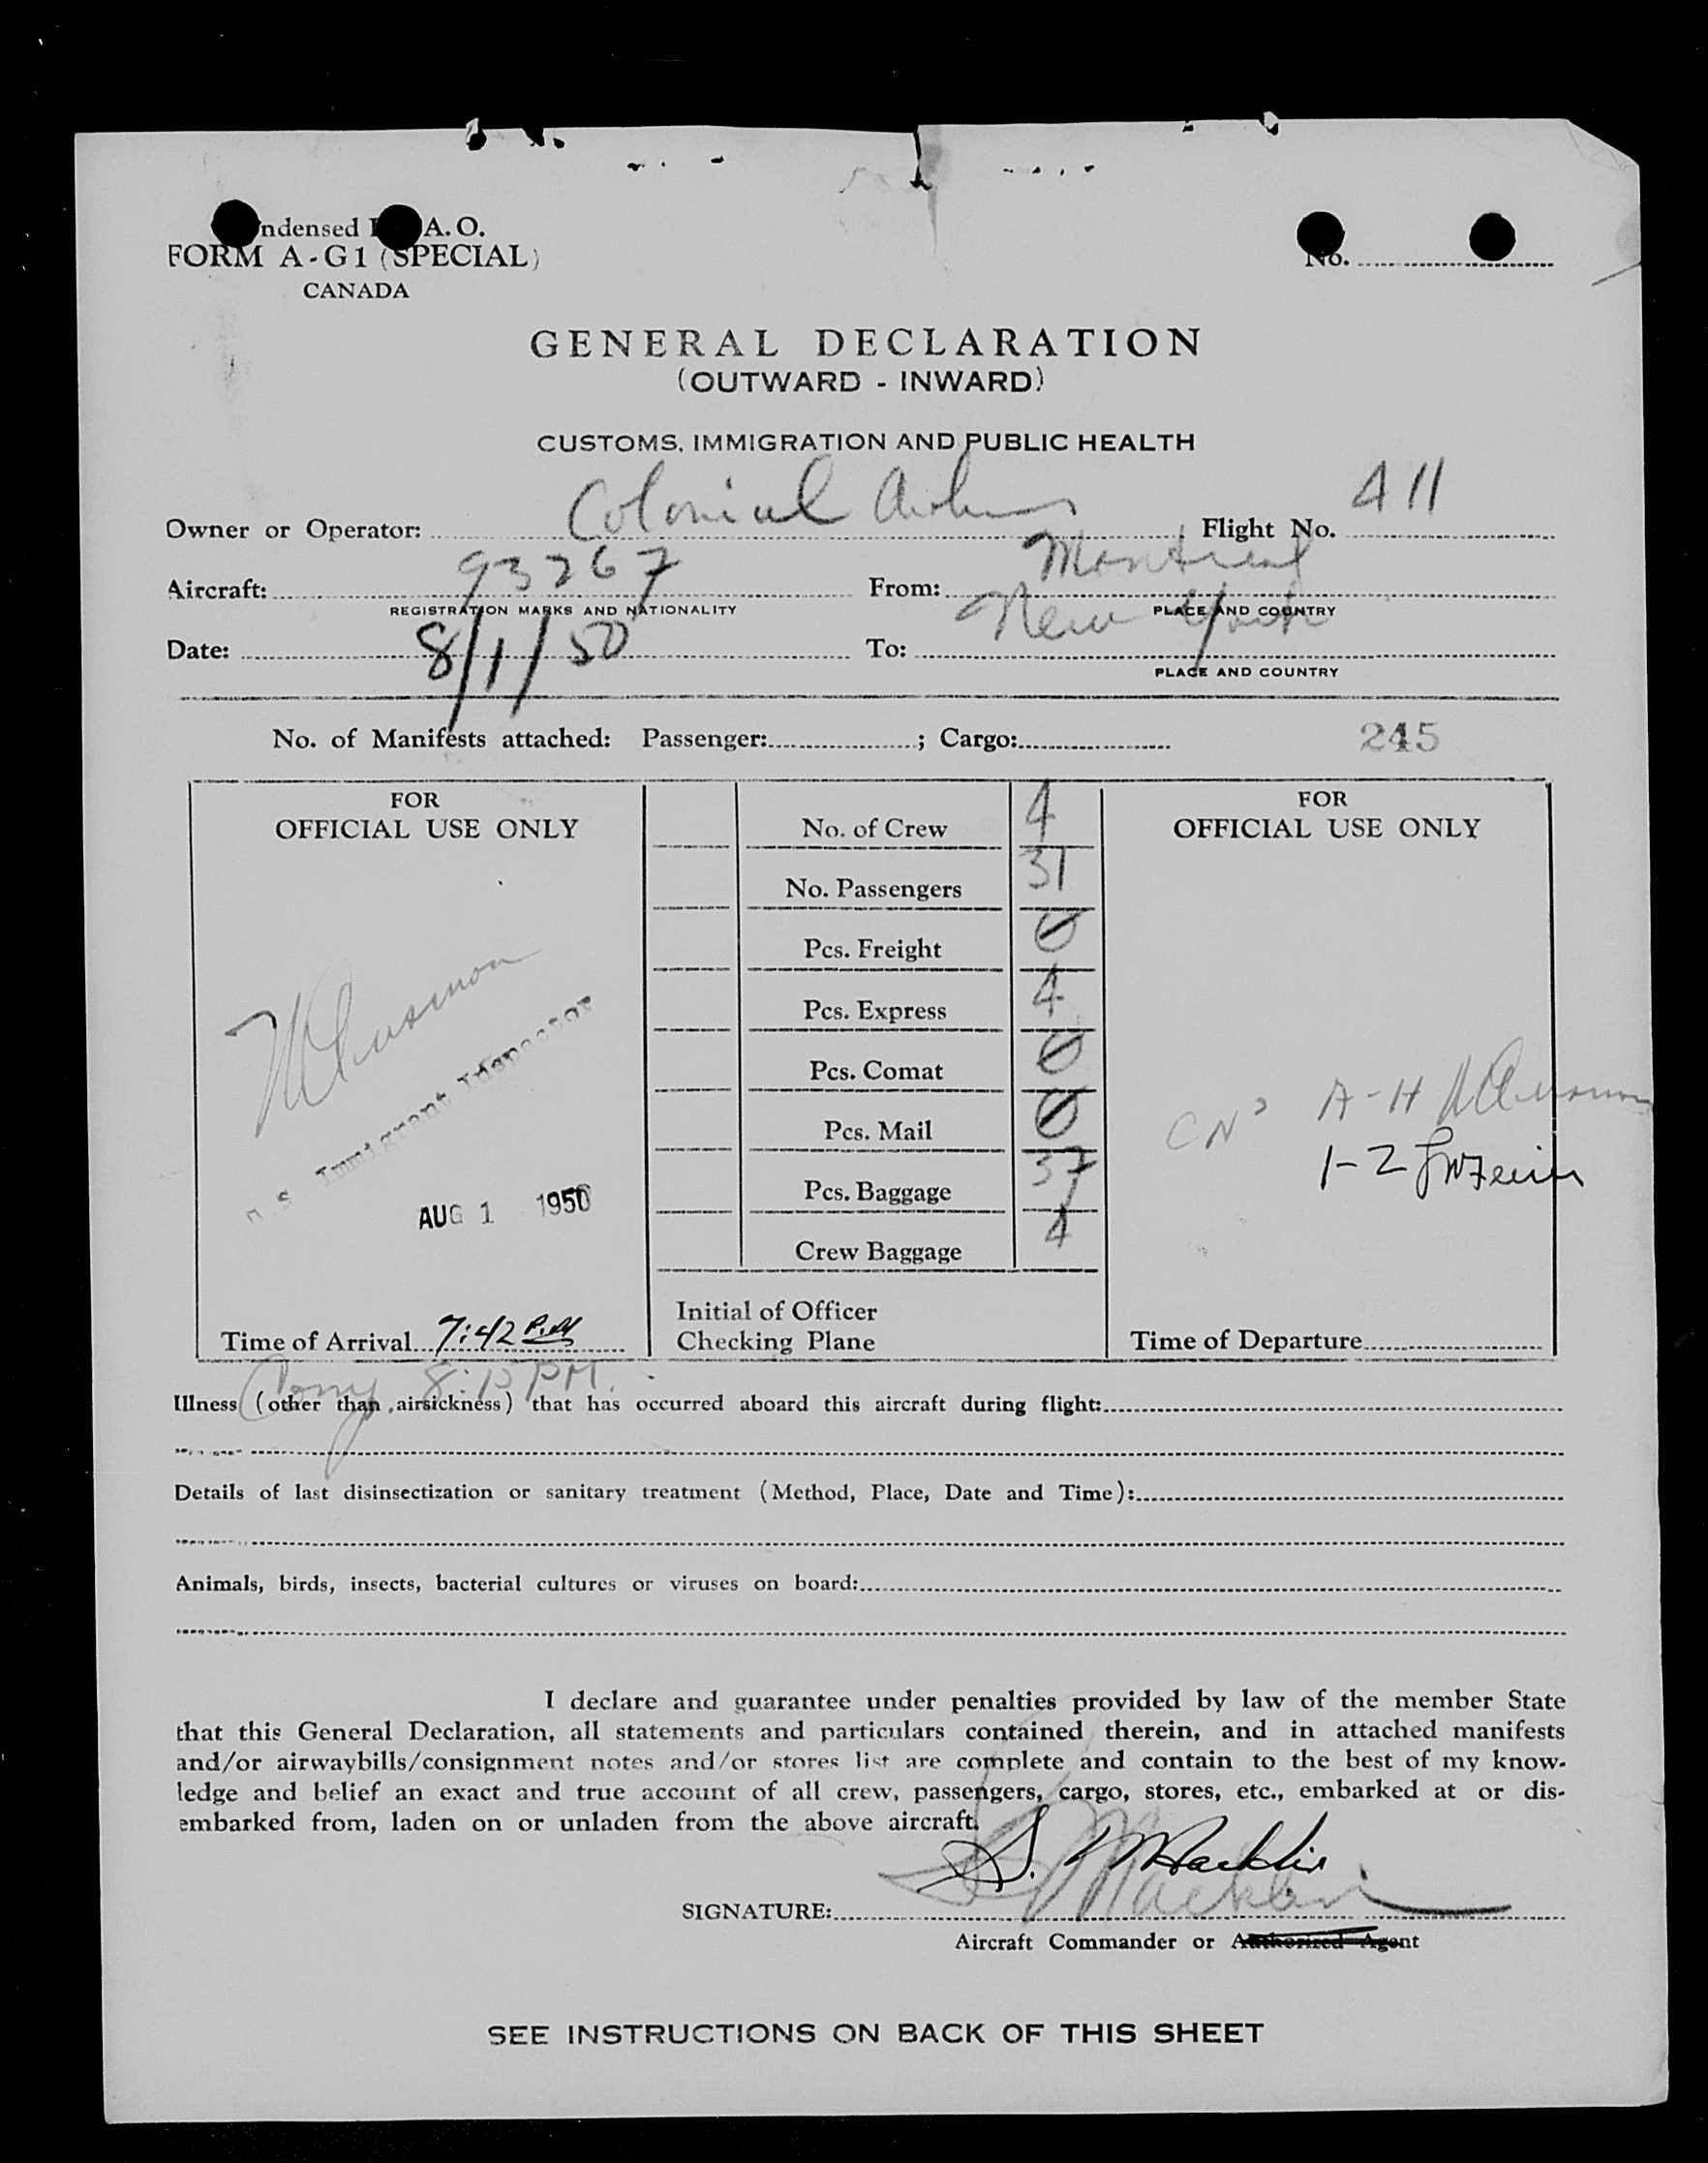 ndensed I A. O.
FORM A-G1 (SPECIAL)
CANADA
No.
GENERAL DECLARATION
(OUTWARD - INWARD)
CUSTOMS, IMMIGRATION AND PUBLIC HEALTH
Owner or Operator: Colonial Airlines Flight No. 411
Aircraft: 93267 From: Montreal
REGISTRATION MARKS AND NATIONALITY PLACE AND COUNTRY
Date: 8/1/50 To: New York
PLACE AND COUNTRY
No. of Manifests attached: Passenger: ; Cargo: 245
FOR
OFFICIAL USE ONLY
No. of Crew 4
No. Passengers 31
Pcs. Freight 0
Pcs. Express 4
Pcs. Comat 0
Pcs. Mail 0
Pcs. Baggage 37
Crew Baggage 4
Initial of Officer
Checking Plane
U S Immigrant Inspector
AUG 1 1950
Time of Arrival 7:42 P.M
FOR
OFFICIAL USE ONLY
A-H
1-2
Time of Departure
8:15 PM.
Illness (other than airsickness) that has occurred aboard this aircraft during flight:
Details of last disinsectization or sanitary treatment (Method, Place, Date and Time):
Animals, birds, insects, bacterial cultures or viruses on board:
I declare and guarantee under penalties provided by law of the member State
that this General Declaration, all statements and particulars contained therein, and in attached manifests
and/or airwaybills/consignment notes and/or stores list are complete and contain to the best of my know-
ledge and belief an exact and true account of all crew, passengers, cargo, stores, etc., embarked at or dis-
embarked from, laden on or unladen from the above aircraft.
S. Macklin
SIGNATURE: S Macklin
Aircraft Commander or Authorized Agent
SEE INSTRUCTIONS ON BACK OF THIS SHEET